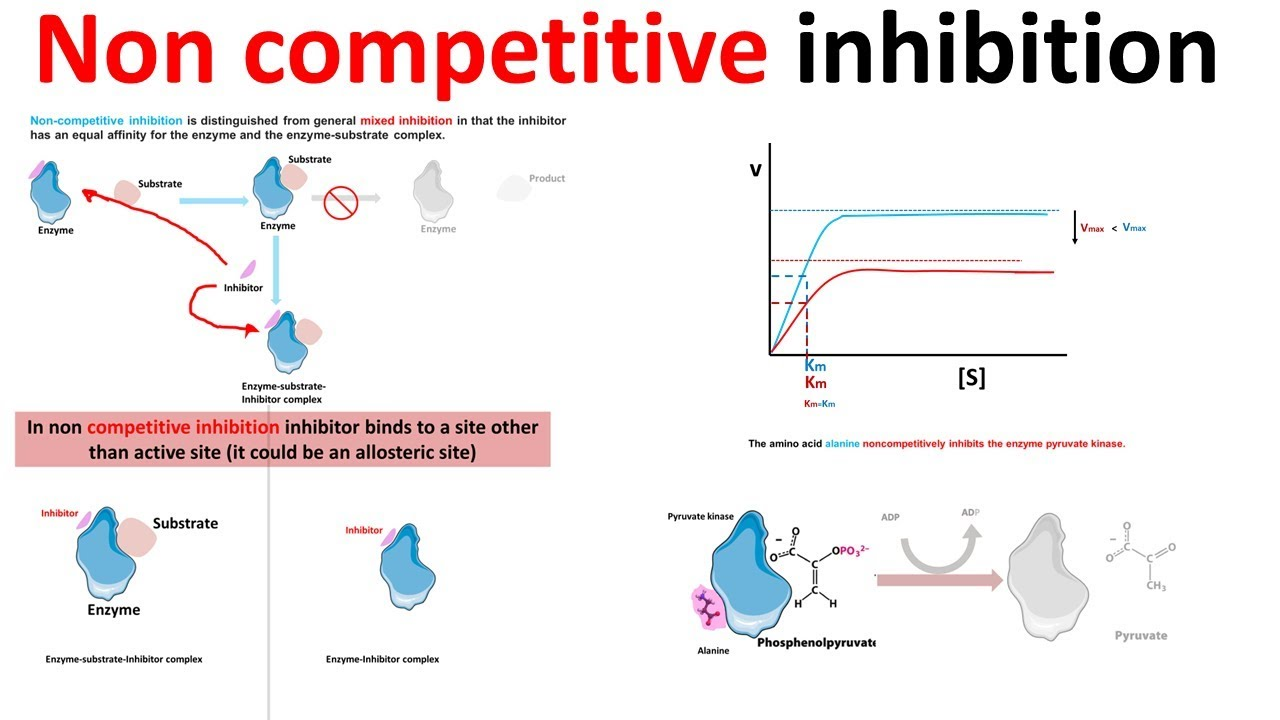 Non competitive inhibition
Non-competitive inhibition is distinguished from general mixed inhibition in that the inhibitor
has an equal affinity for the enzyme and the enzyme-substrate complex.
Substrate
Substrate
Product
Enzyme
Enzyme
Enzyme
Inhibitor
Enzyme-substrate-
Inhibitor complex
In non competitive inhibition inhibitor binds to a site other
than active site (it could be an allosteric site)
Inhibitor
Substrate
Enzyme
Enzyme-substrate-Inhibitor complex
Inhibitor
Enzyme-Inhibitor complex
v
Vmax < Vmax
Km
Km
[S]
Km=Km
The amino acid alanine noncompetitively inhibits the enzyme pyruvate kinase.
Pyruvate kinase
O
O
C
OPO₃²⁻
C
C
H H
Alanine
Phosphenolpyruvate
ADP
ADP
O
O
C
O
C
CH₃
Pyruvate